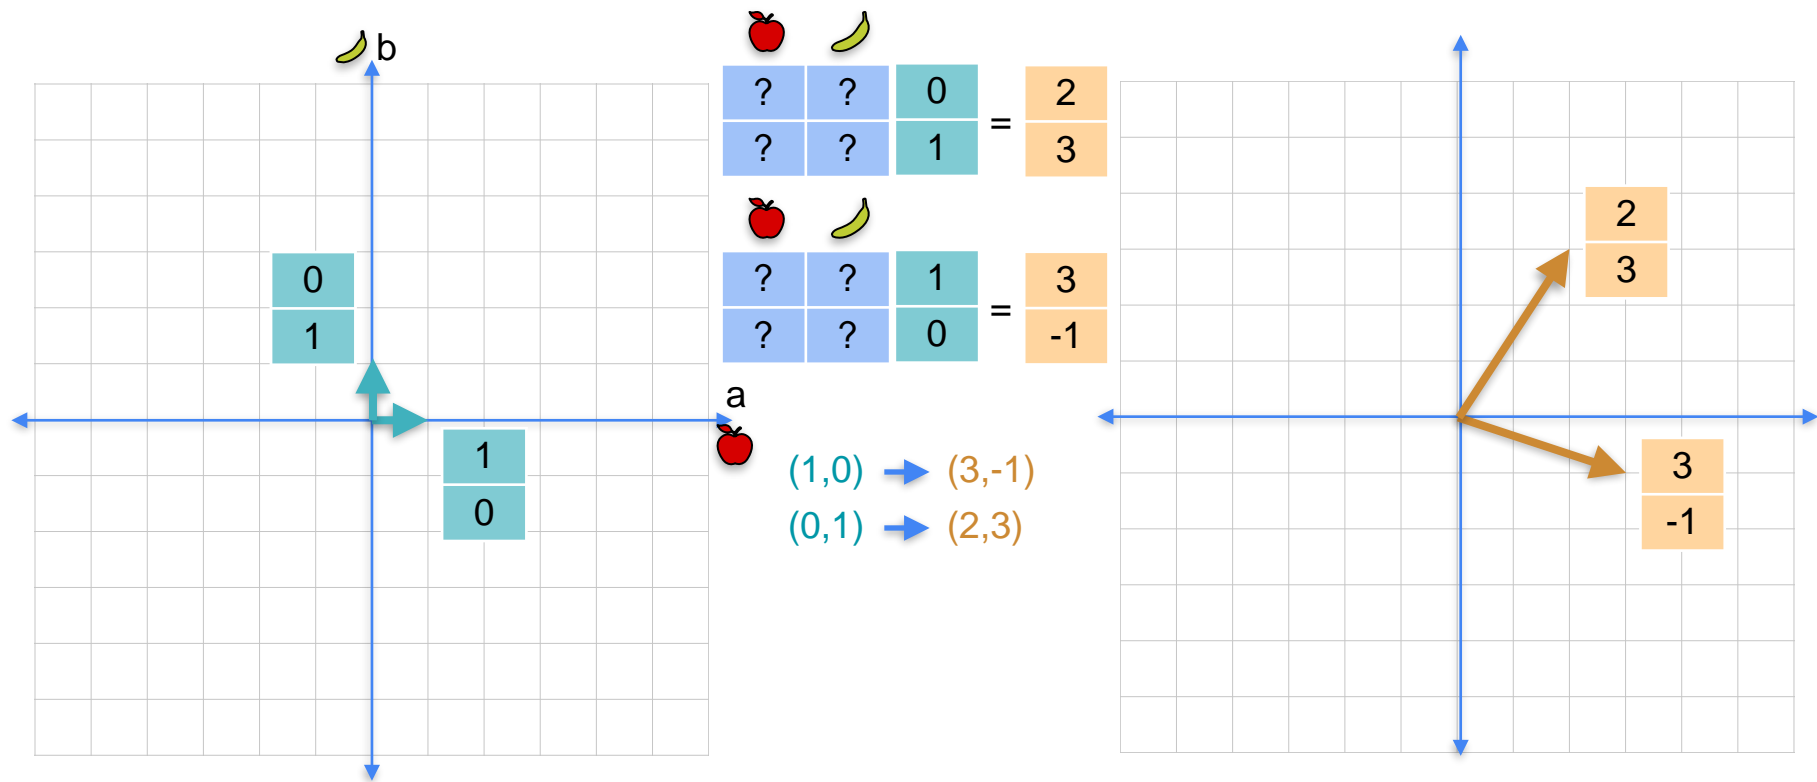 b
? ? 0 = 2
? ? 1 3
? ? 1 = 3
? ? 0 -1
0
1
a
1
0
(1,0) (3,-1)
(0,1) (2,3)
2
3
3
-1